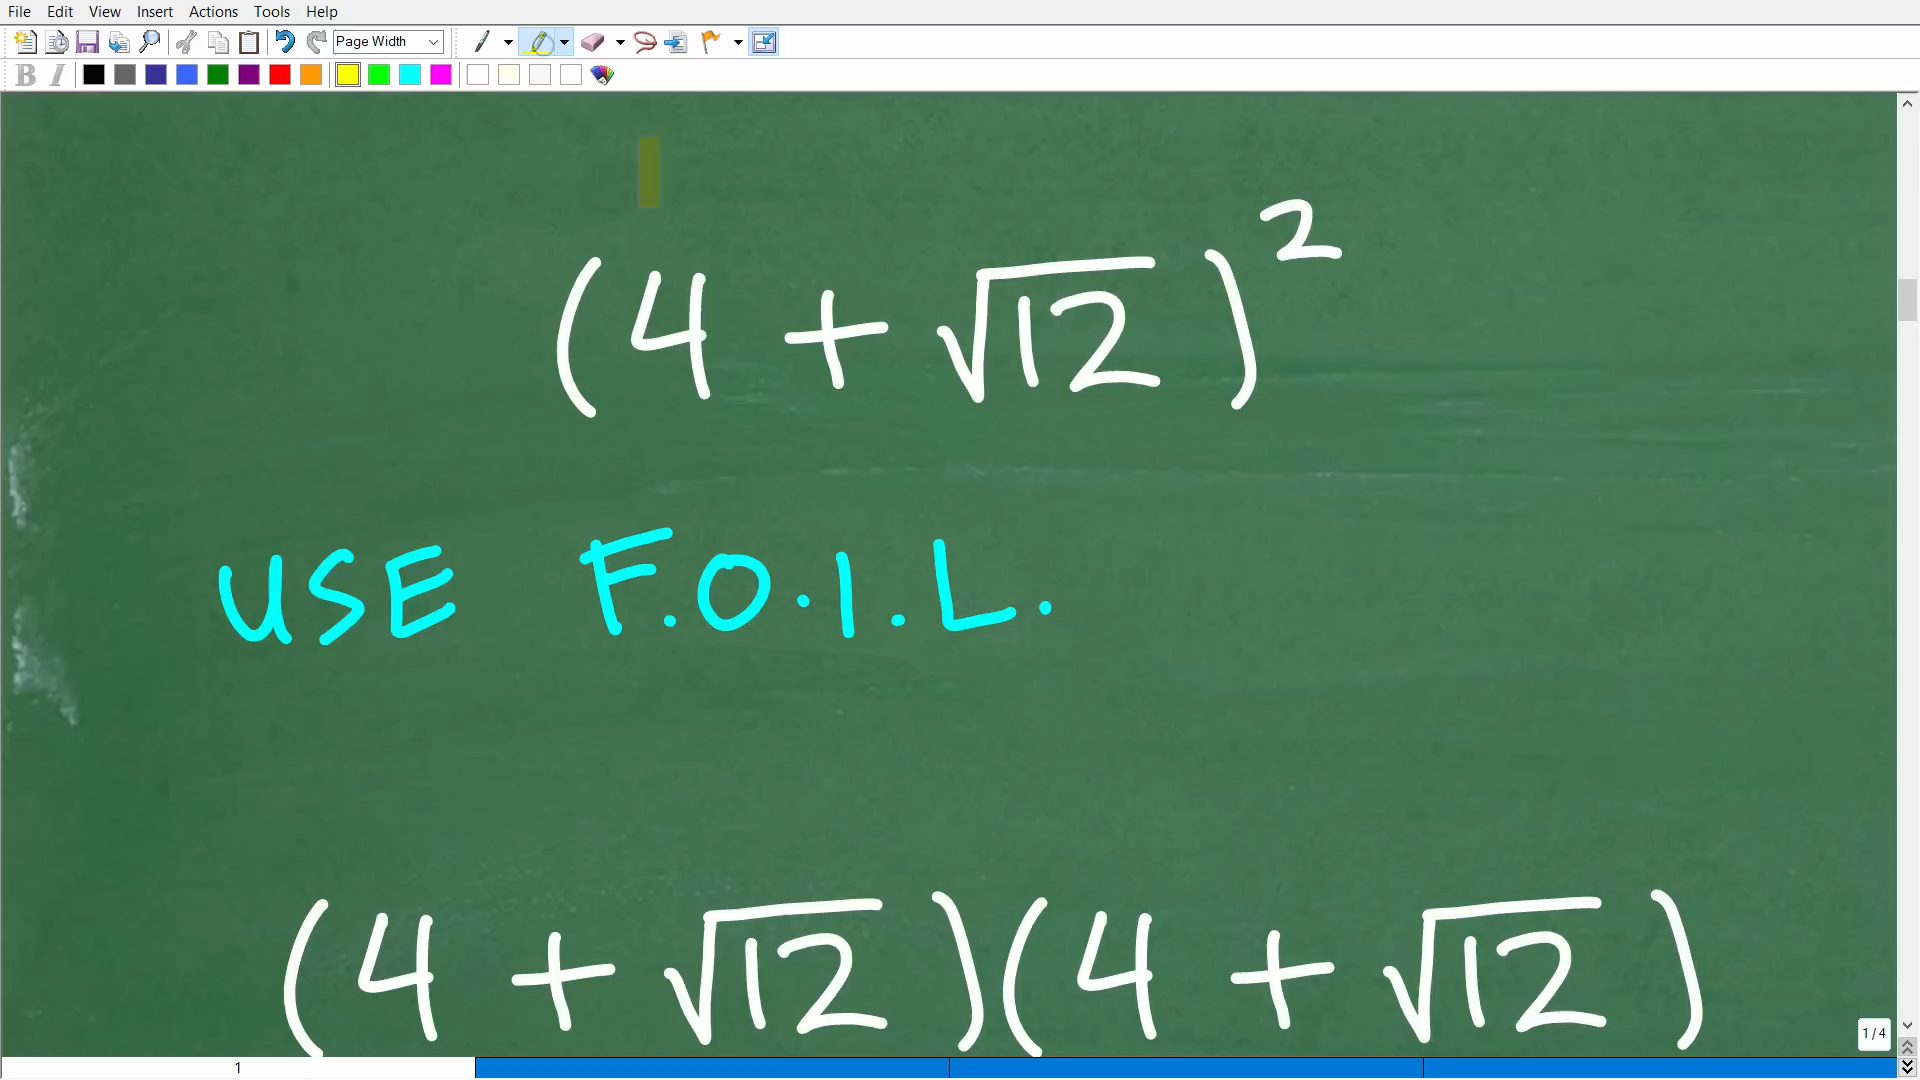 File Edit View Insert Actions Tools Help
Page Width
B I
(4 + √12)²
USE F.O.I.L.
(4 + √12)(4 + √12)
1 / 4
1